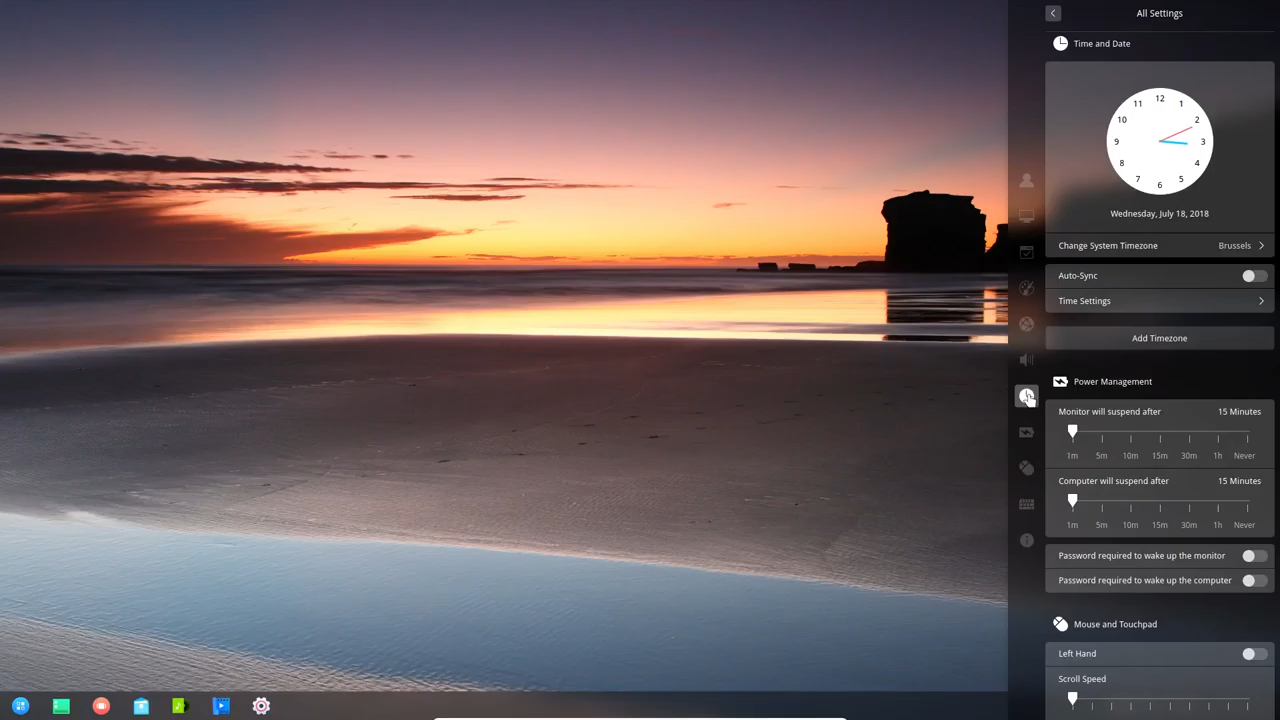 All Settings
Time and Date
12
11 1
10 2
9 3
8 4
7 5
6
Wednesday, July 18, 2018
Change System Timezone Brussels
Auto-Sync
Time Settings
Add Timezone
Power Management
Monitor will suspend after 15 Minutes
1m 5m 10m 15m 30m 1h Never
Computer will suspend after 15 Minutes
1m 5m 10m 15m 30m 1h Never
Password required to wake up the monitor
Password required to wake up the computer
Mouse and Touchpad
Left Hand
Scroll Speed